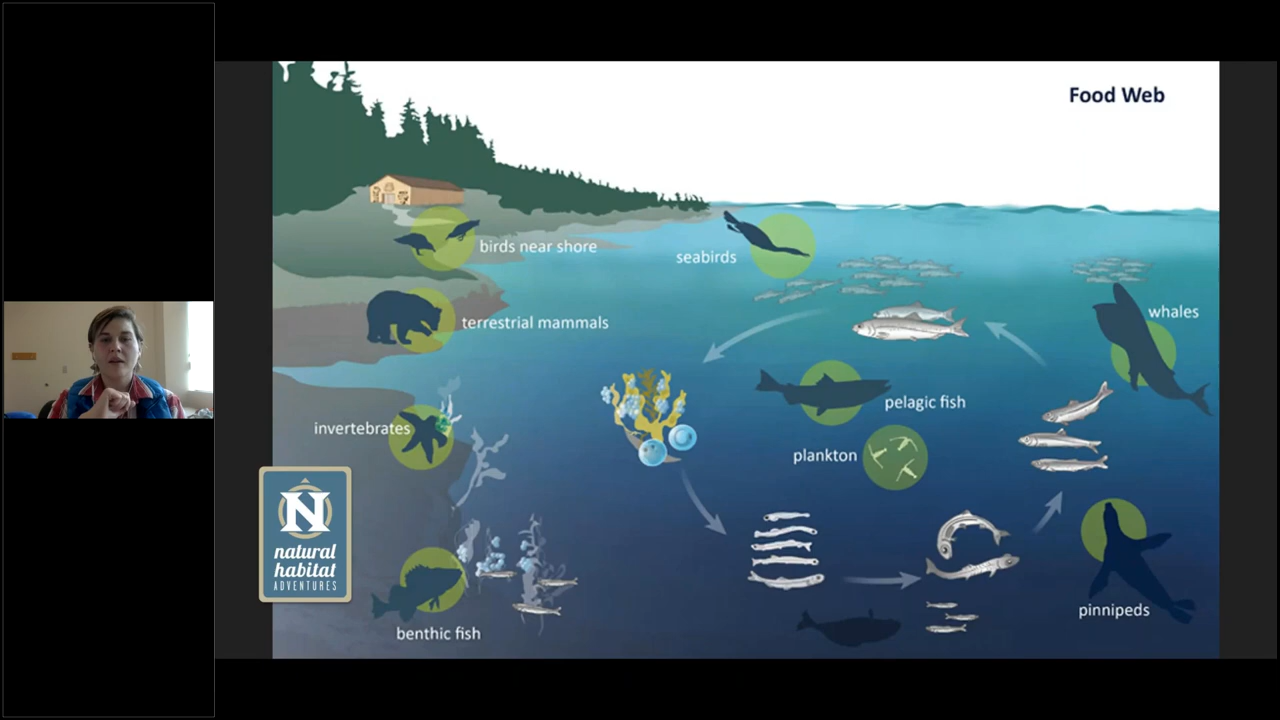 Food Web
birds near shore
seabirds
whales
terrestrial mammals
pelagic fish
invertebrates
plankton
N
natural
habitat
ADVENTURES
pinnipeds
benthic fish